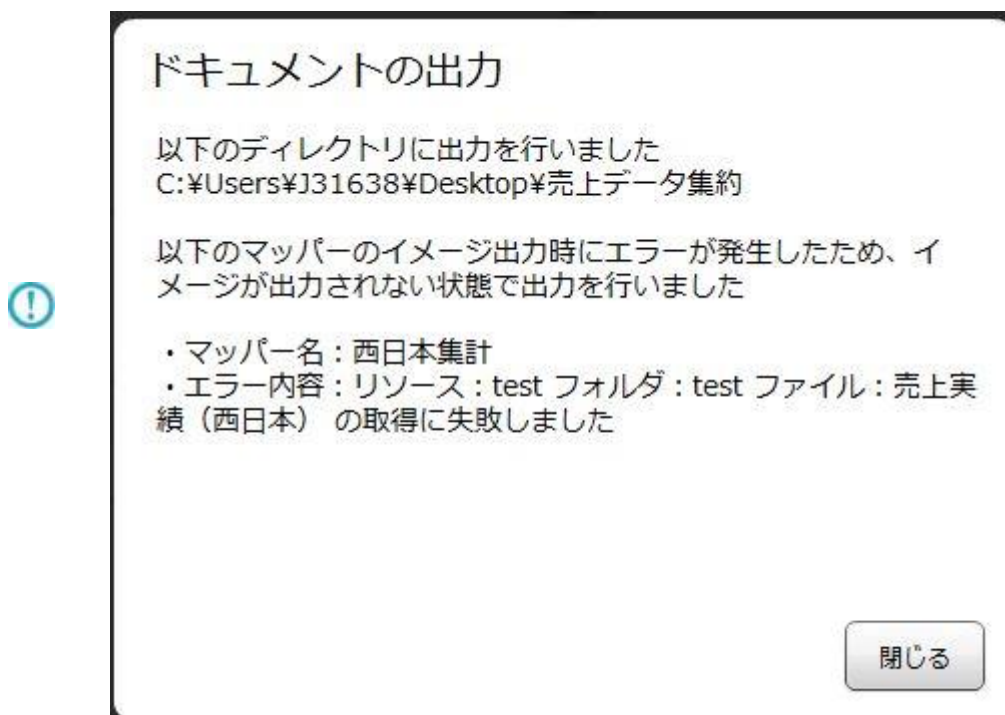 ドキュメントの出力
以下のディレクトリに出力を行いました
C:¥Users¥J31638¥Desktop¥売上データ集約
以下のマッパーのイメージ出力時にエラーが発生したため、イ
メージが出力されない状態で出力を行いました
・マッパー名：西日本集計
・エラー内容：リソース：test フォルダ：test ファイル：売上実
績（西日本） の取得に失敗しました
閉じる